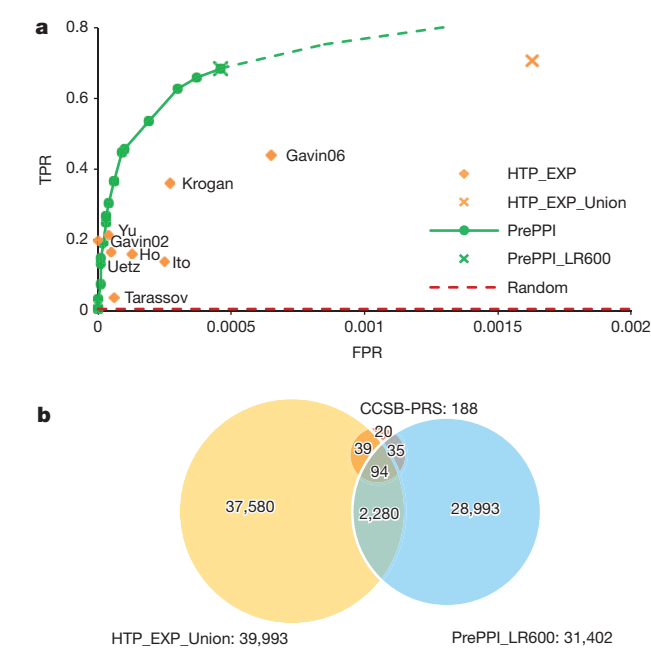 a
TPR
0.8
0.6
0.4
0.2
0
0
0.0005
0.001
0.0015
0.002
FPR
Gavin06
Krogan
Yu
Gavin02
Ho
Uetz
Ito
Tarassov
HTP_EXP
HTP_EXP_Union
PrePPI
PrePPI_LR600
Random
b
CCSB-PRS: 188
20
39
35
94
37,580
2,280
28,993
HTP_EXP_Union: 39,993
PrePPI_LR600: 31,402